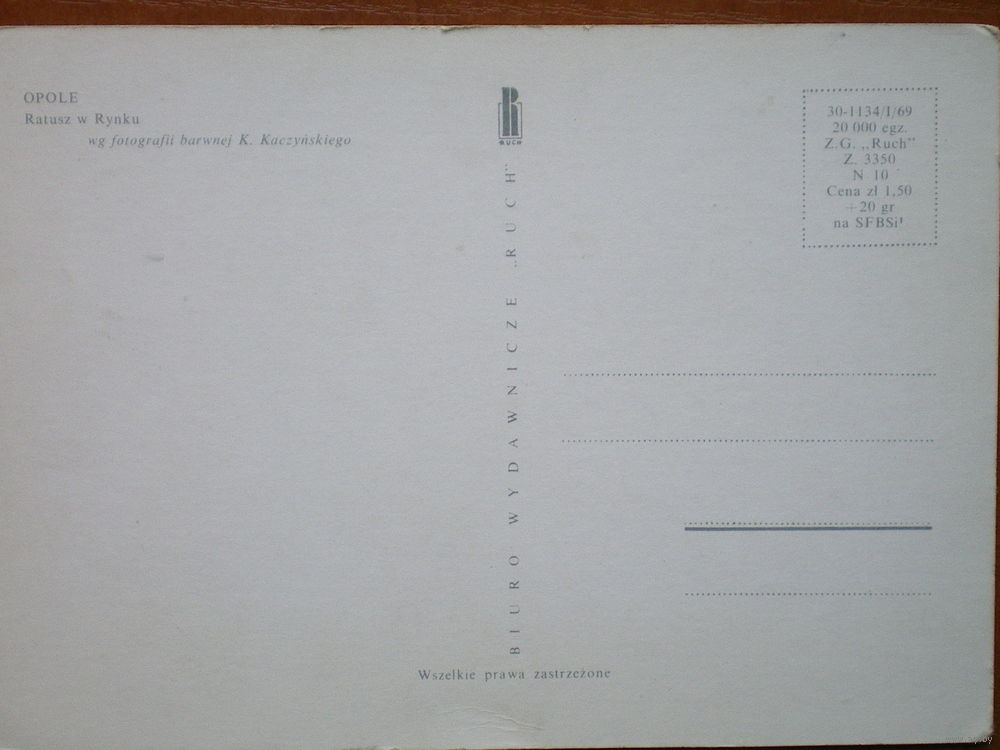 OPOLE
Ratusz w Rynku
wg fotografii barwnej K. Kaczyńskiego
R
RUCH
BIURO WYDAWNICZE „RUCH"
30-1134/I/69
20 000 egz.
Z.G. „Ruch"
Z. 3350
N 10
Cena zł 1,50
+20 gr
na SFBSiI
Wszelkie prawa zastrzeżone